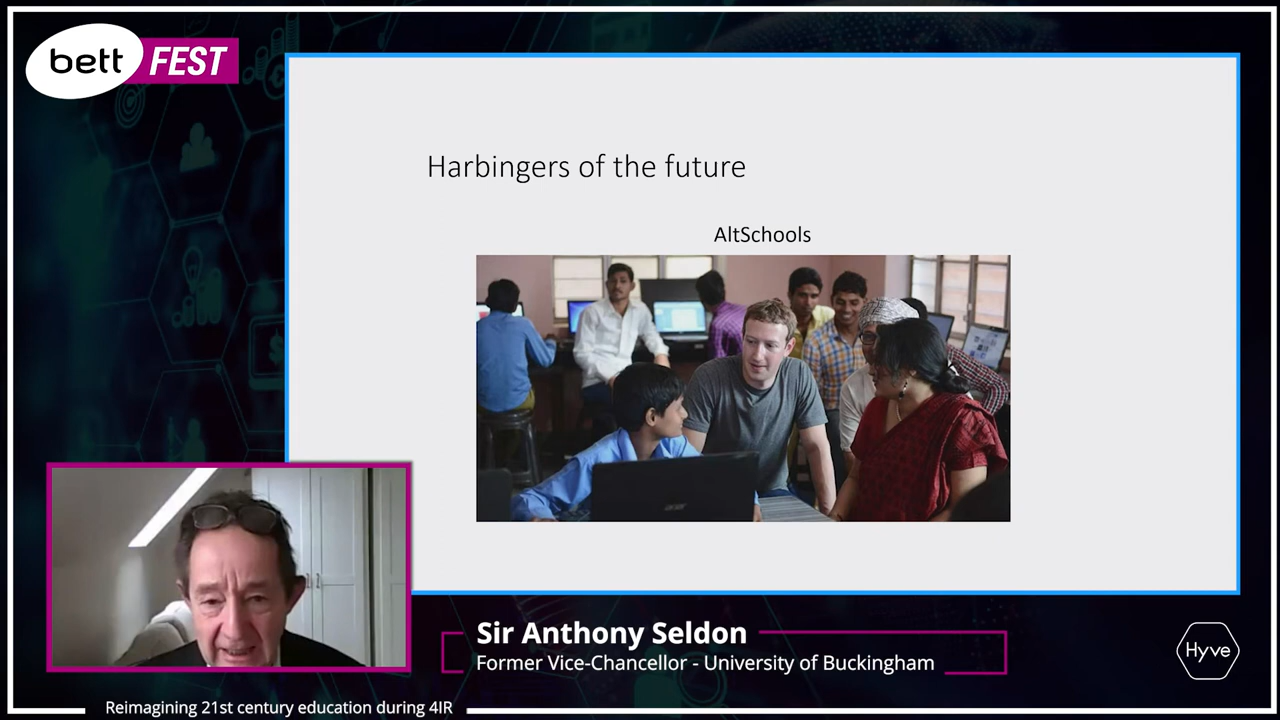 bett FEST
Harbingers of the future
AltSchools
acer
Sir Anthony Seldon
Former Vice-Chancellor - University of Buckingham
Hyve
Reimagining 21st century education during 4IR